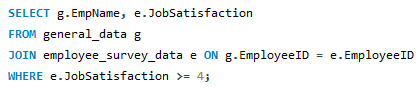 SELECT g.EmpName, e.JobSatisfaction
FROM general_data g
JOIN employee_survey_data e ON g.EmployeeID = e.EmployeeID
WHERE e.JobSatisfaction >= 4;